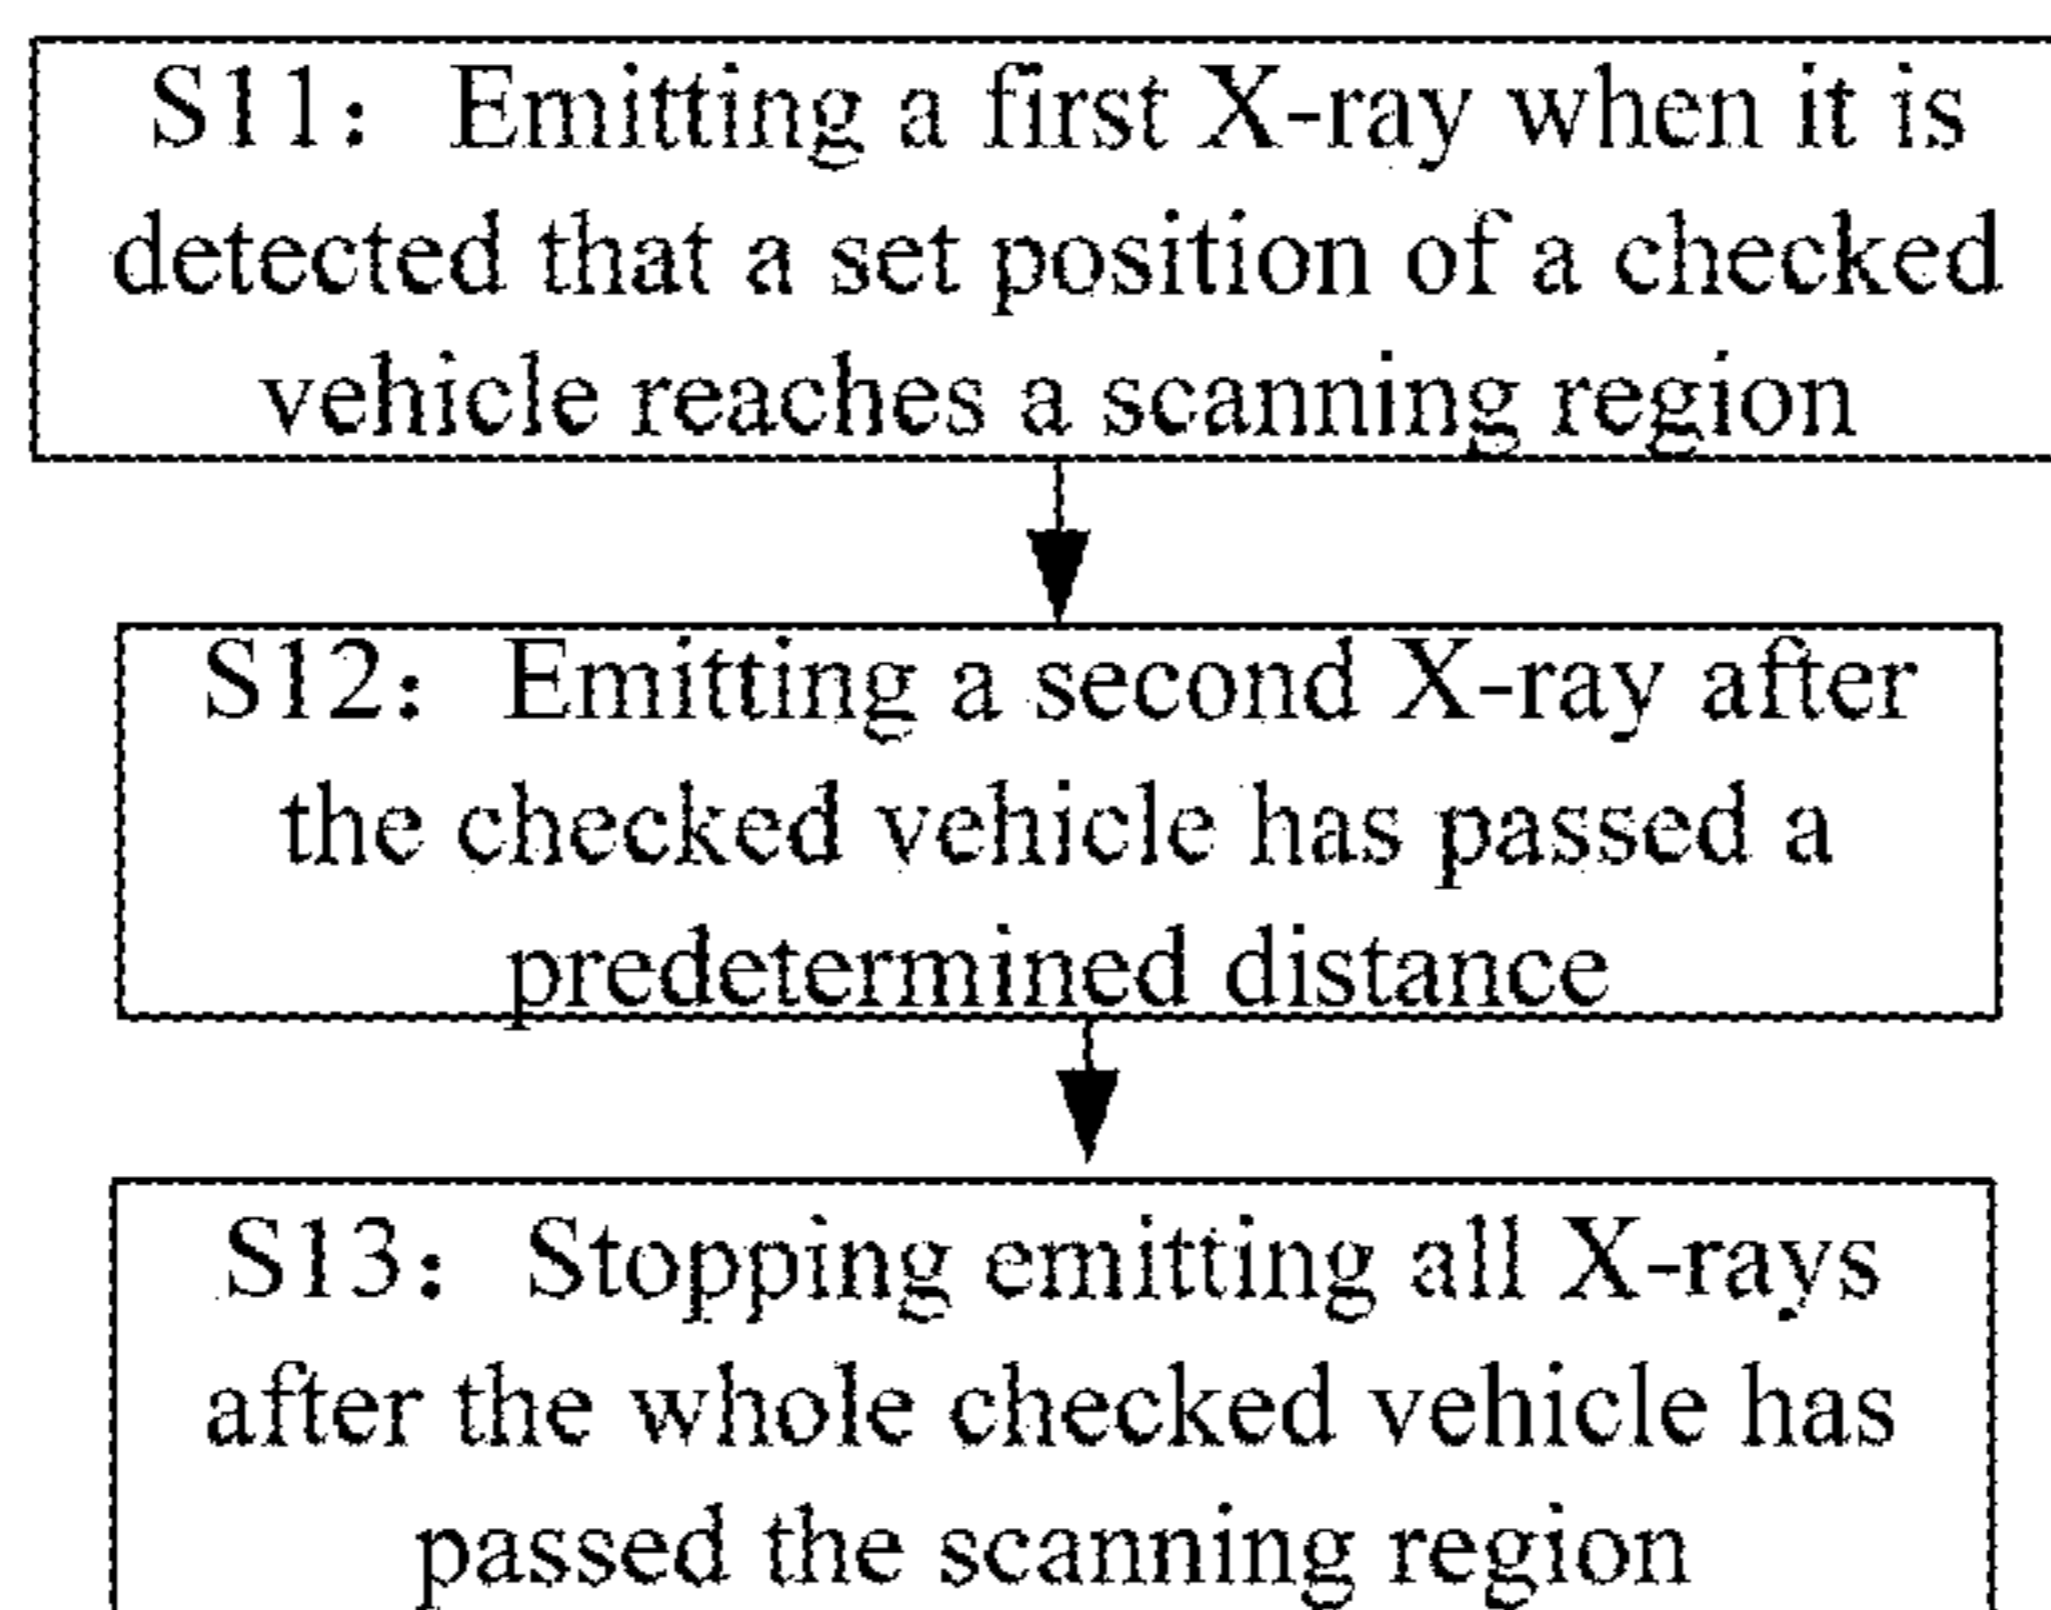 S11: Emitting a first X-ray when it is
detected that a set position of a checked
vehicle reaches a scanning region
S12: Emitting a second X-ray after
the checked vehicle has passed a
predetermined distance
S13: Stopping emitting all X-rays
after the whole checked vehicle has
passed the scanning region